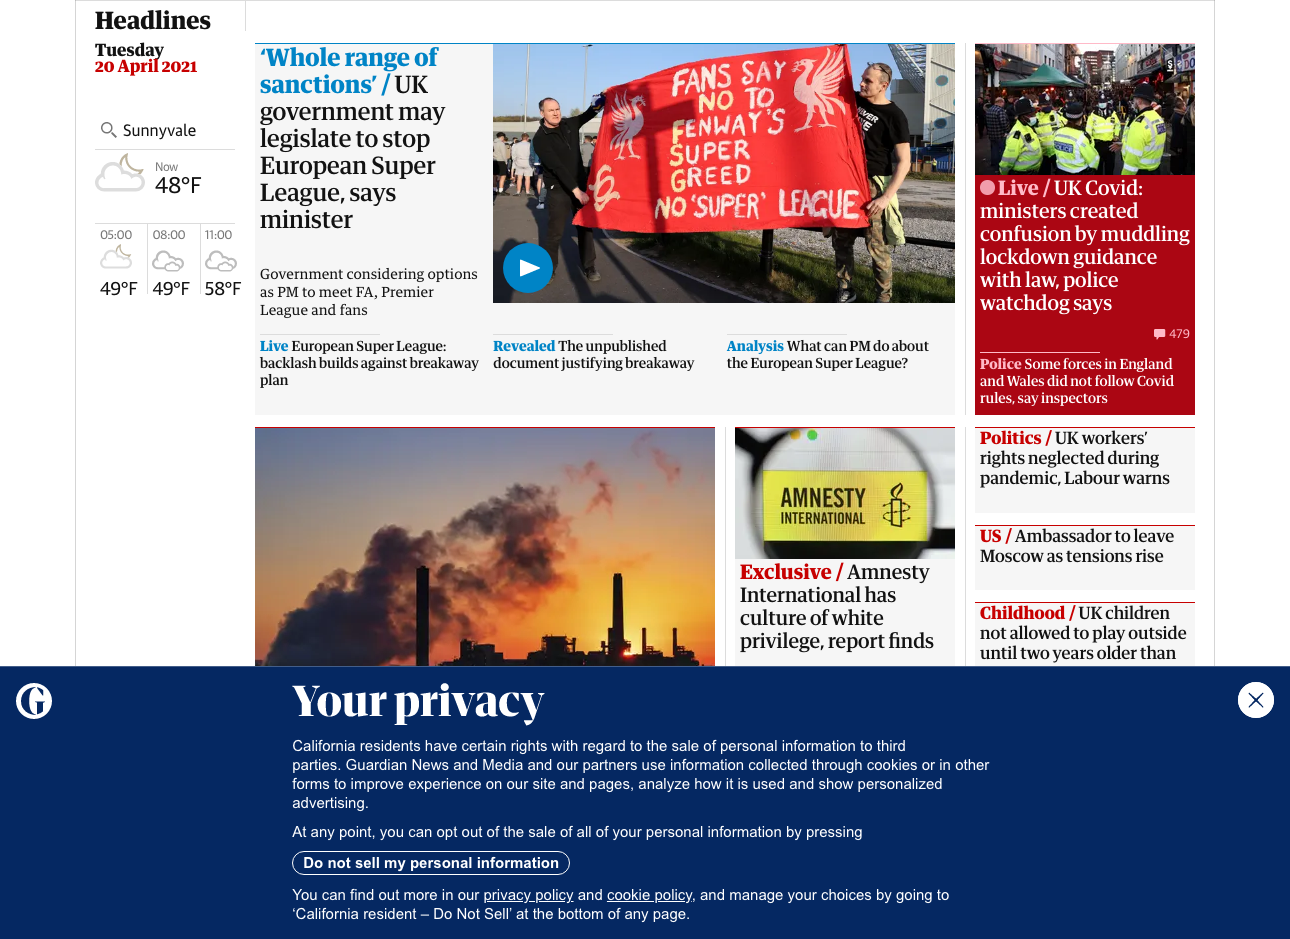 Headlines
Tuesday
20 April 2021
Sunnyvale
Now
48°F
05:00
08:00
11:00
49°F
49°F
58°F
‘Whole range of
sanctions’ / UK
government may
legislate to stop
European Super
League, says
minister
Government considering options
as PM to meet FA, Premier
League and fans
FANS SAY
NO TO
FENWAY'S
SUPER
GREED
NO 'SUPER' LEAGUE
Live European Super League:
backlash builds against breakaway
plan
Revealed The unpublished
document justifying breakaway
Analysis What can PM do about
the European Super League?
POLICE
Live / UK Covid:
ministers created
confusion by muddling
lockdown guidance
with law, police
watchdog says
479
Police Some forces in England
and Wales did not follow Covid
rules, say inspectors
AMNESTY
INTERNATIONAL
Exclusive / Amnesty
International has
culture of white
privilege, report finds
Politics / UK workers’
rights neglected during
pandemic, Labour warns
US / Ambassador to leave
Moscow as tensions rise
Childhood / UK children
not allowed to play outside
until two years older than
G
Your privacy
California residents have certain rights with regard to the sale of personal information to third
parties. Guardian News and Media and our partners use information collected through cookies or in other
forms to improve experience on our site and pages, analyze how it is used and show personalized
advertising.
At any point, you can opt out of the sale of all of your personal information by pressing
Do not sell my personal information
You can find out more in our privacy policy and cookie policy, and manage your choices by going to
‘California resident – Do Not Sell’ at the bottom of any page.